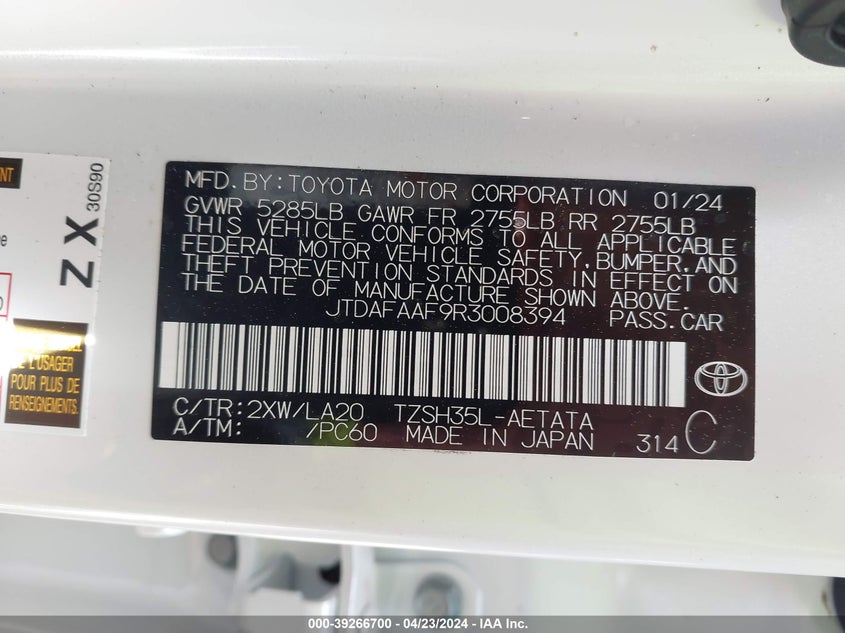 NT
ZX
30S90
L'USAGER
POUR PLUS DE
RENSEIGNEMENTS.
MFD. BY: TOYOTA MOTOR CORPORATION 01/24
GVWR 5285LB GAWR FR 2755LB RR 2755LB
THIS VEHICLE CONFORMS TO ALL APPLICABLE
FEDERAL MOTOR VEHICLE SAFETY, BUMPER, AND
THEFT PREVENTION STANDARDS IN EFFECT ON
THE DATE OF MANUFACTURE SHOWN ABOVE.
JTDAFAAF9R3008394 PASS.CAR
C/TR: 2XW/LA20 TZSH35L-AETATA
A/TM: /PC60 MADE IN JAPAN 314 C
000-39266700 - 04/23/2024 - IAA Inc.